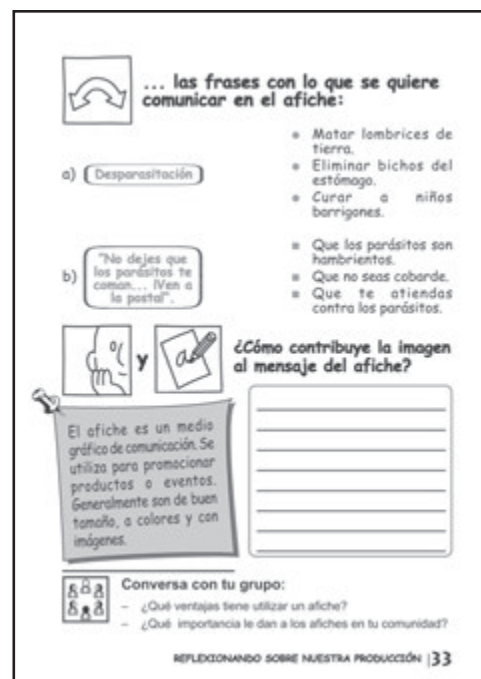 ... las frases con lo que se quiere
comunicar en el afiche:
a) Desparasitación
Matar lombrices de
tierra.
Eliminar bichos del
estómago.
Curar a niños
barrigones.
b) "No dejes que
los parásitos te
coman... ¡Ven a
la posta!".
Que los parásitos son
hambrientos.
Que no seas cobarde.
Que te atiendas
contra los parásitos.
y
a
¿Cómo contribuye la imagen
al mensaje del afiche?
El afiche es un medio
gráfico de comunicación. Se
utiliza para promocionar
productos o eventos.
Generalmente son de buen
tamaño, a colores y con
imágenes.
Conversa con tu grupo:
– ¿Qué ventajas tiene utilizar un afiche?
– ¿Qué importancia le dan a los afiches en tu comunidad?
REFLEXIONANDO SOBRE NUESTRA PRODUCCIÓN |33